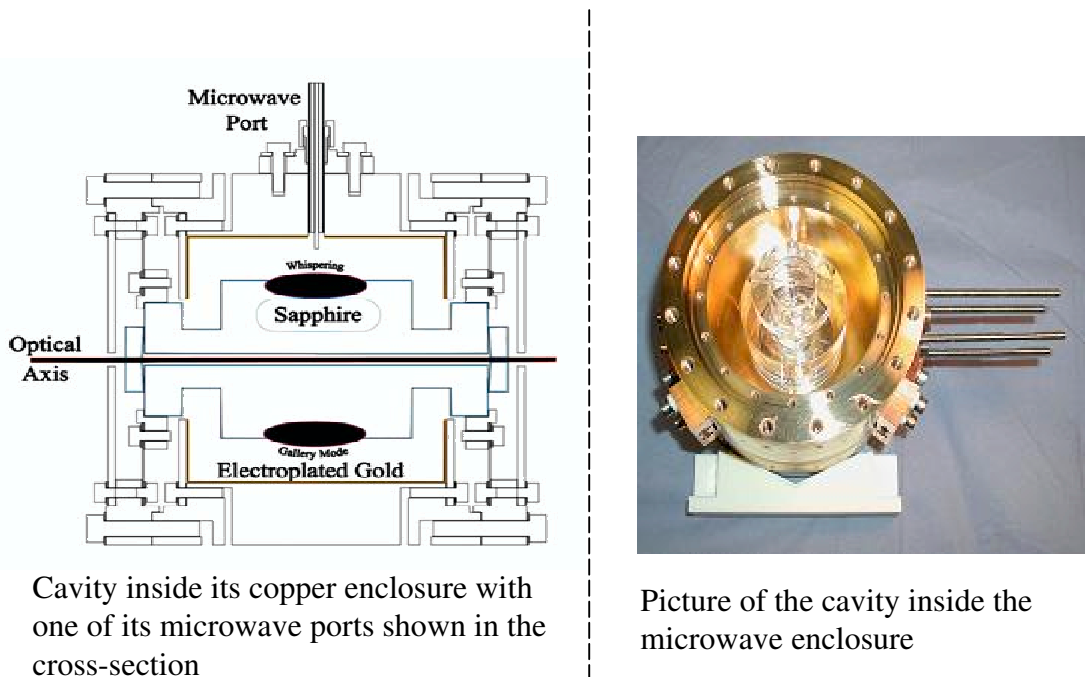 Microwave
Port
Whispering
Sapphire
Optical
Axis
Gallery Mode
Electroplated Gold
Cavity inside its copper enclosure with
one of its microwave ports shown in the
cross-section
Picture of the cavity inside the
microwave enclosure